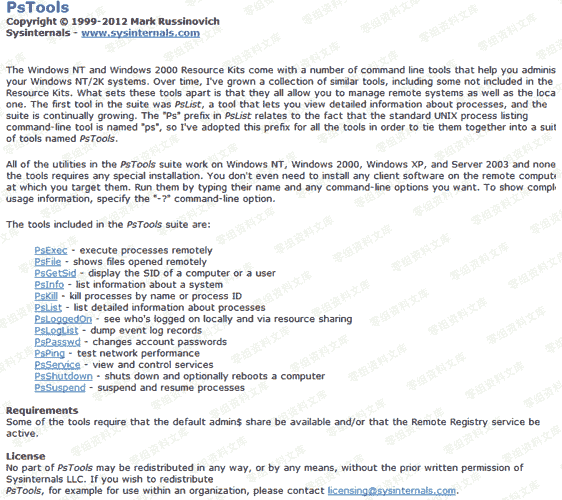 PsTools
Copyright © 1999-2012 Mark Russinovich
Sysinternals - www.sysinternals.com
The Windows NT and Windows 2000 Resource Kits come with a number of command line tools that help you adminis
your Windows NT/2K systems. Over time, I've grown a collection of similar tools, including some not included in the
Resource Kits. What sets these tools apart is that they all allow you to manage remote systems as well as the loca
one. The first tool in the suite was PsList, a tool that lets you view detailed information about processes, and the
suite is continually growing. The "Ps" prefix in PsList relates to the fact that the standard UNIX process listing
command-line tool is named "ps", so I've adopted this prefix for all the tools in order to tie them together into a suit
of tools named PsTools.
All of the utilities in the PsTools suite work on Windows NT, Windows 2000, Windows XP, and Server 2003 and none
the tools requires any special installation. You don't even need to install any client software on the remote compute
at which you target them. Run them by typing their name and any command-line options you want. To show compl
usage information, specify the "-?" command-line option.
The tools included in the PsTools suite are:
PsExec - execute processes remotely
PsFile - shows files opened remotely
PsGetSid - display the SID of a computer or a user
PsInfo - list information about a system
PsKill - kill processes by name or process ID
PsList - list detailed information about processes
PsLoggedOn - see who's logged on locally and via resource sharing
PsLogList - dump event log records
PsPasswd - changes account passwords
PsPing - test network performance
PsService - view and control services
PsShutdown - shuts down and optionally reboots a computer
PsSuspend - suspend and resume processes
Requirements
Some of the tools require that the default admin$ share be available and/or that the Remote Registry service be
active.
License
No part of PsTools may be redistributed in any way, or by any means, without the prior written permission of
Sysinternals LLC. If you wish to redistribute
PsTools, for example for use within an organization, please contact licensing@sysinternals.com.
零组资料文库